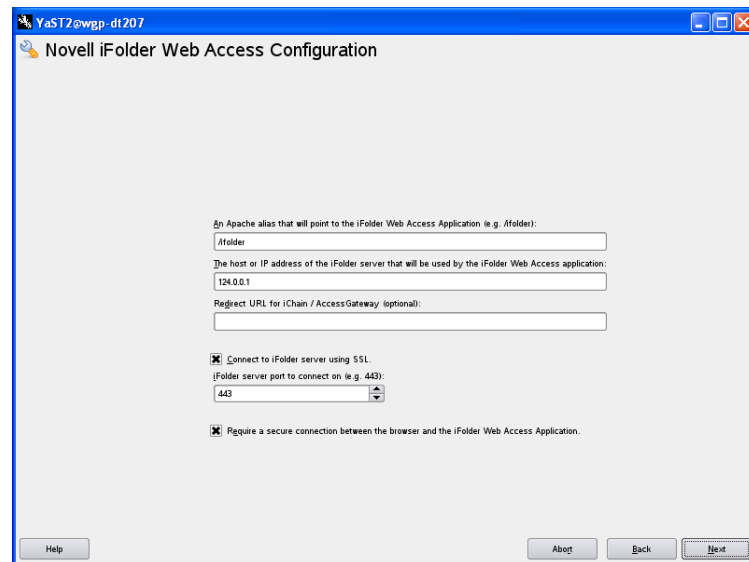 YaST2@wgp-dt207
Novell iFolder Web Access Configuration
An Apache alias that will point to the iFolder Web Access Application (e.g. /ifolder):
/ifolder
The host or IP address of the iFolder server that will be used by the iFolder Web Access application:
124.0.0.1
Redirect URL for iChain / AccessGateway (optional):
Connect to iFolder server using SSL.
iFolder server port to connect on (e.g. 443):
443
Require a secure connection between the browser and the iFolder Web Access Application.
Help Abort Back Next